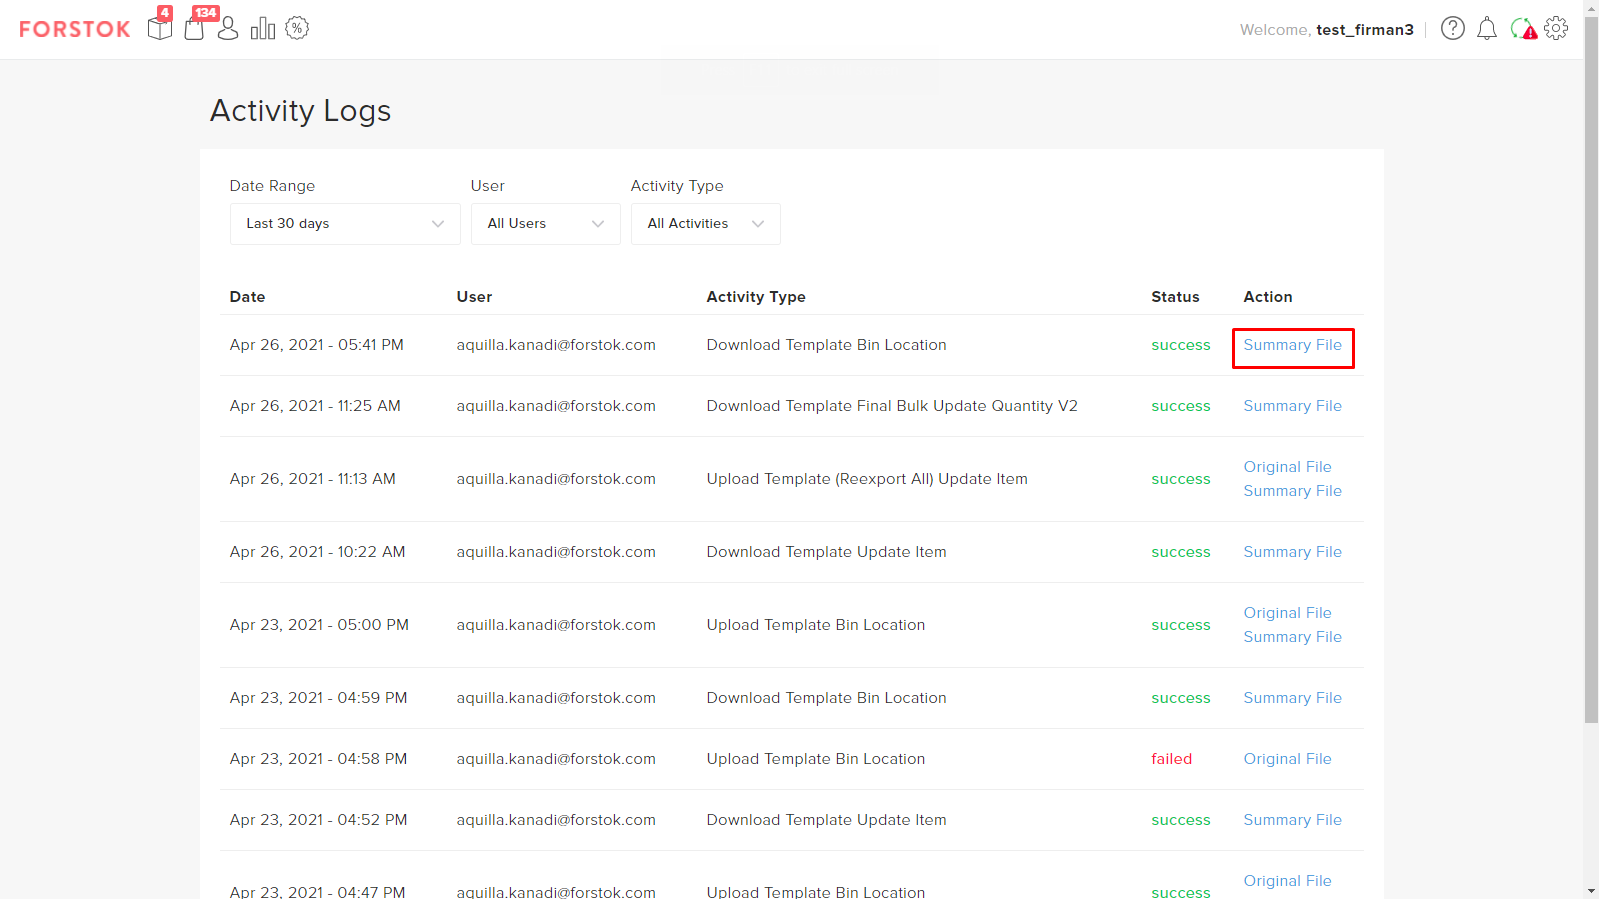 FORSTOK 4 134 Welcome, test_firman3
Activity Logs
Date Range User Activity Type
Last 30 days All Users All Activities
Date User Activity Type Status Action
Apr 26, 2021 - 05:41 PM aquilla.kanadi@forstok.com Download Template Bin Location success Summary File
Apr 26, 2021 - 11:25 AM aquilla.kanadi@forstok.com Download Template Final Bulk Update Quantity V2 success Summary File
Apr 26, 2021 - 11:13 AM aquilla.kanadi@forstok.com Upload Template (Reexport All) Update Item success Original File
Summary File
Apr 26, 2021 - 10:22 AM aquilla.kanadi@forstok.com Download Template Update Item success Summary File
Apr 23, 2021 - 05:00 PM aquilla.kanadi@forstok.com Upload Template Bin Location success Original File
Summary File
Apr 23, 2021 - 04:59 PM aquilla.kanadi@forstok.com Download Template Bin Location success Summary File
Apr 23, 2021 - 04:58 PM aquilla.kanadi@forstok.com Upload Template Bin Location failed Original File
Apr 23, 2021 - 04:52 PM aquilla.kanadi@forstok.com Download Template Update Item success Summary File
Apr 23, 2021 - 04:47 PM aquilla.kanadi@forstok.com Upload Template Bin Location success Original File